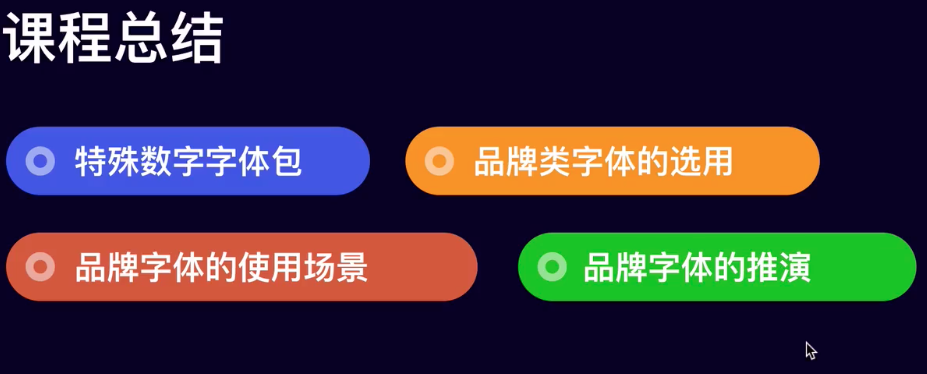 课程总结
特殊数字字体包
品牌类字体的选用
品牌字体的使用场景
品牌字体的推演